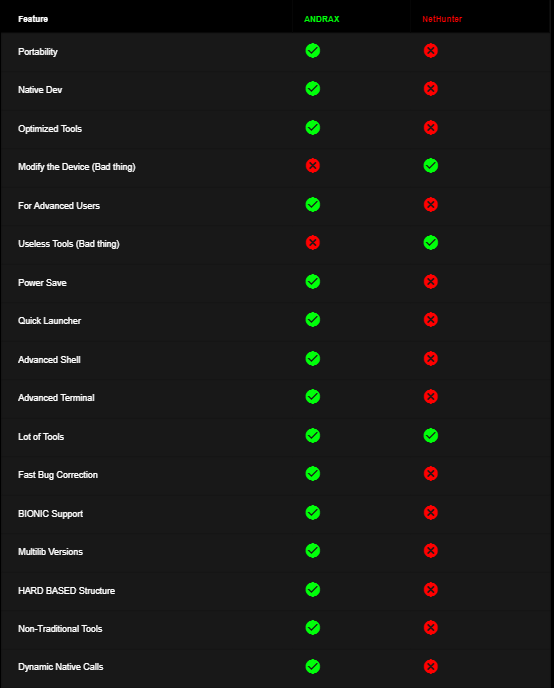 Feature ANDRAX NetHunter
Portability
Native Dev
Optimized Tools
Modify the Device (Bad thing)
For Advanced Users
Useless Tools (Bad thing)
Power Save
Quick Launcher
Advanced Shell
Advanced Terminal
Lot of Tools
Fast Bug Correction
BIONIC Support
Multilib Versions
HARD BASED Structure
Non-Traditional Tools
Dynamic Native Calls